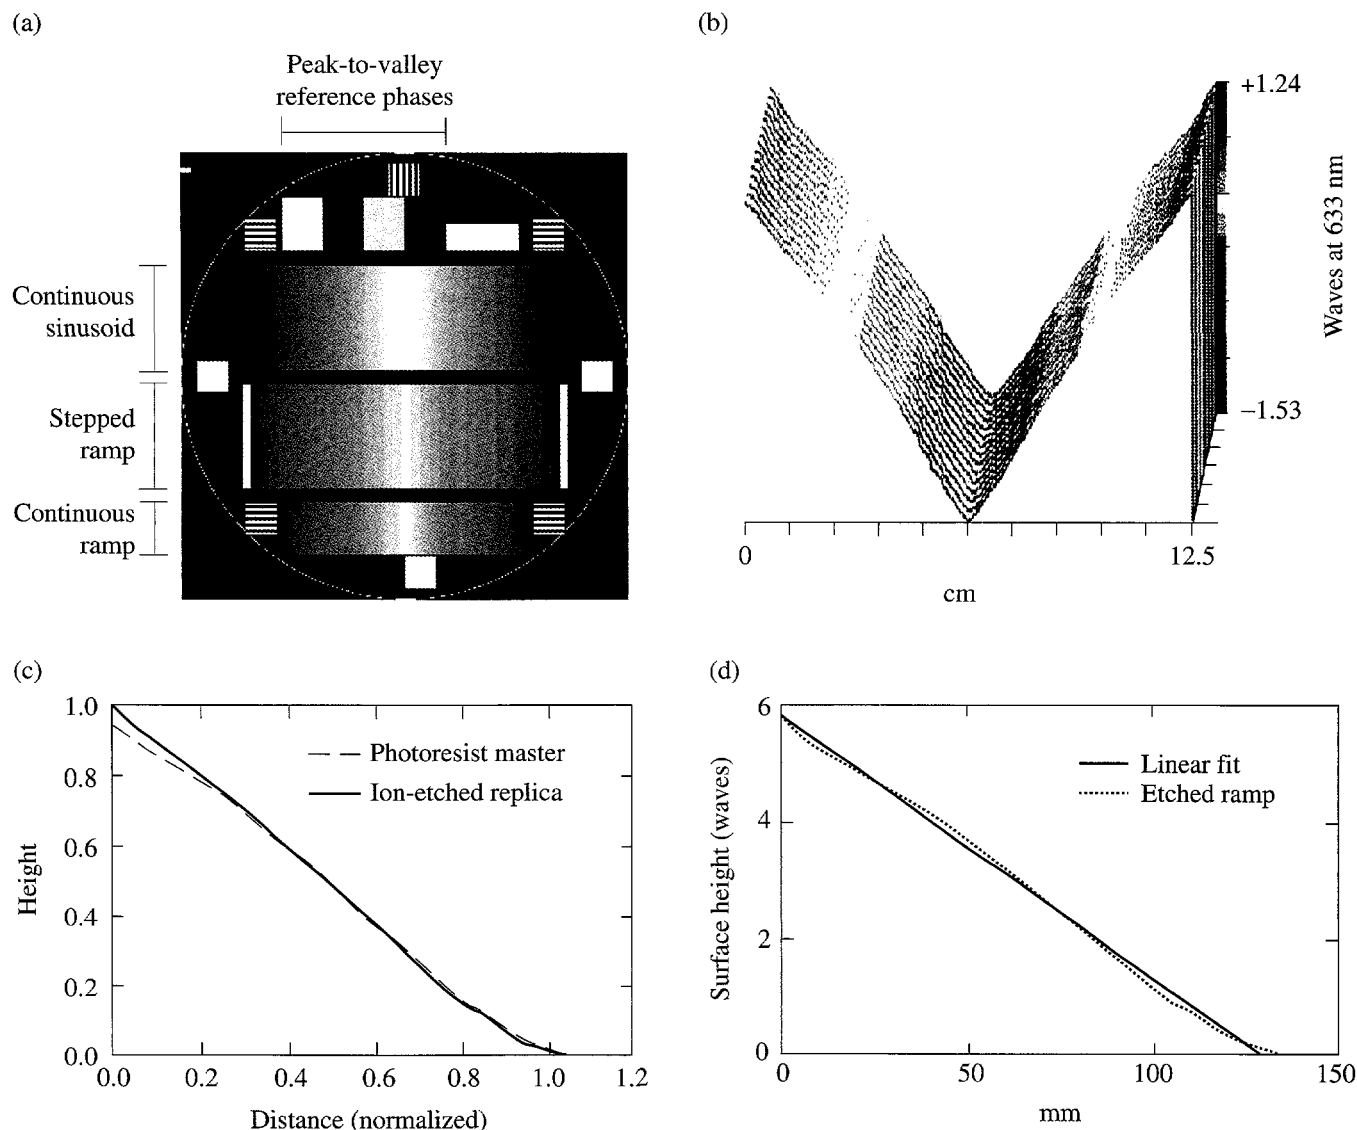 (a)
Peak-to-valley
reference phases
Continuous
sinusoid
Stepped
ramp
Continuous
ramp
(b)
+1.24
−1.53
Waves at 633 nm
0
12.5
cm
(c)
1.0
0.8
0.6
0.4
0.2
0.0
Height
Photoresist master
Ion-etched replica
0.0 0.2 0.4 0.6 0.8 1.0 1.2
Distance (normalized)
(d)
6
4
2
0
Surface height (waves)
Linear fit
Etched ramp
0 50 100 150
mm